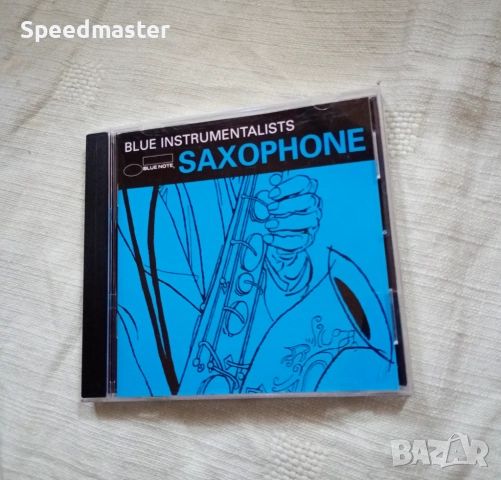 Speedmaster
BLUE INSTRUMENTALISTS
BLUE NOTE
SAXOPHONE
BAZAR